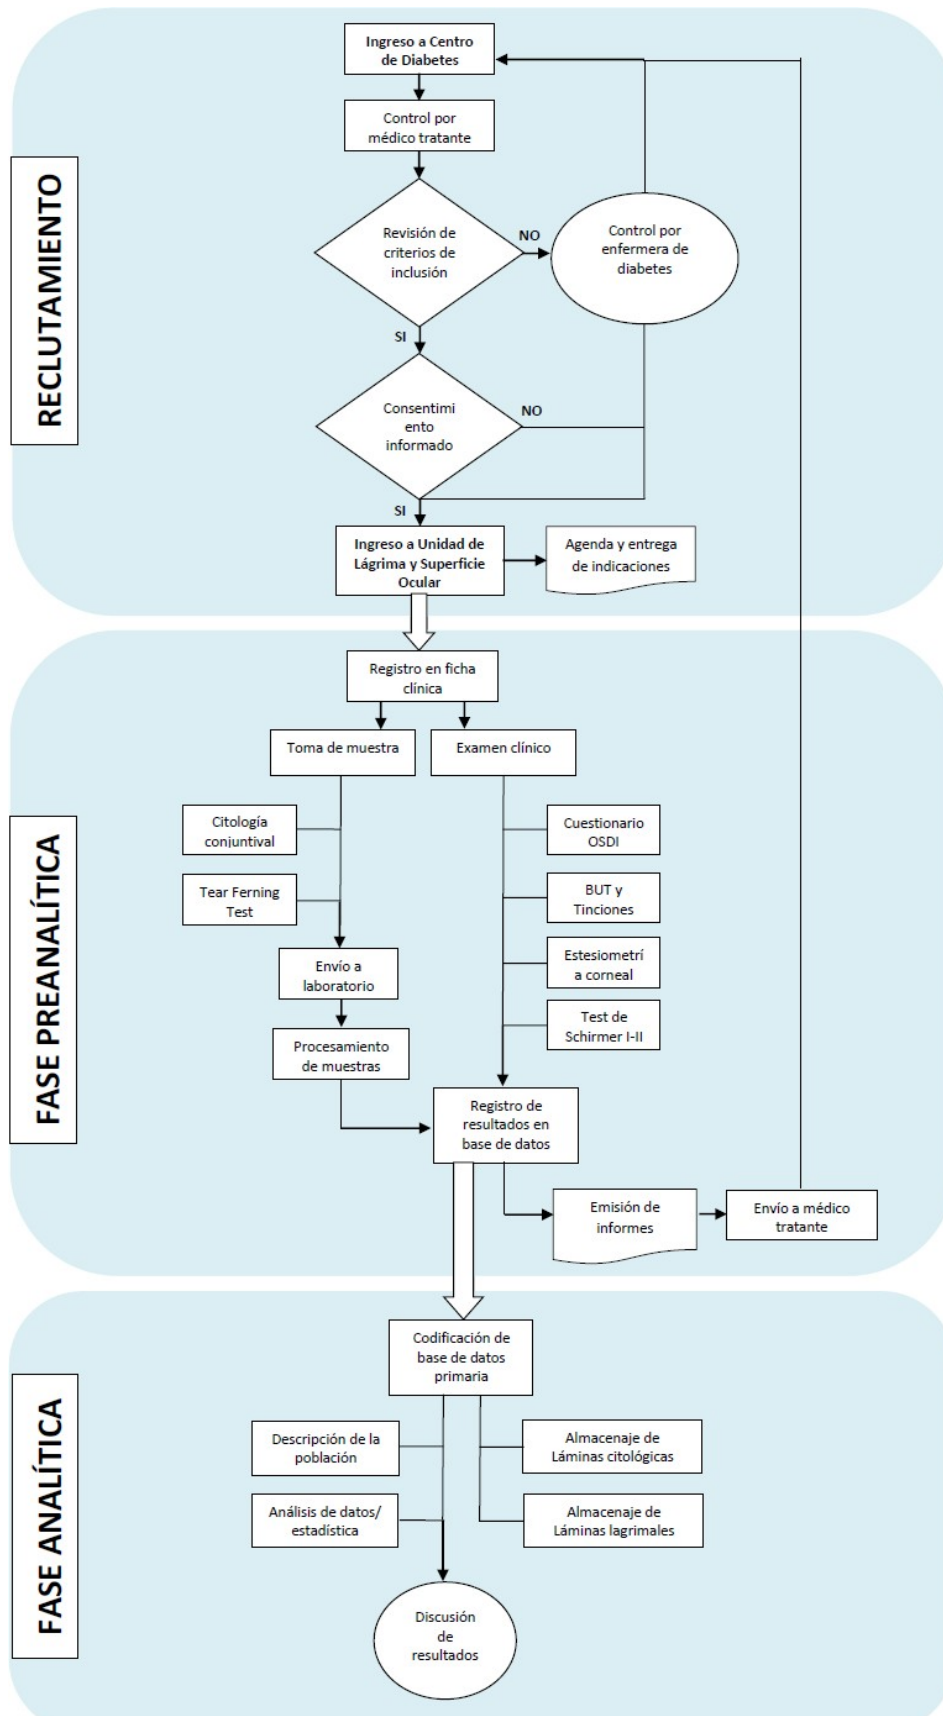 RECLUTAMIENTO
Ingreso a Centro
de Diabetes
Control por
médico tratante
Revisión de
criterios de
inclusión
NO
Control por
enfermera de
diabetes
SI
Consentimi
ento
informado
NO
SI
Ingreso a Unidad de
Lágrima y Superficie
Ocular
Agenda y entrega
de indicaciones
FASE PREANALÍTICA
Registro en ficha
clínica
Toma de muestra
Examen clínico
Citología
conjuntival
Tear Ferning
Test
Envío a
laboratorio
Procesamiento
de muestras
Cuestionario
OSDI
BUT y
Tinciones
Estesiometrí
a corneal
Test de
Schirmer I-II
Registro de
resultados en
base de datos
Emisión de
informes
Envío a médico
tratante
FASE ANALÍTICA
Codificación de
base de datos
primaria
Descripción de la
población
Almacenaje de
Láminas citológicas
Análisis de datos/
estadística
Almacenaje de
Láminas lagrimales
Discusión
de
resultados